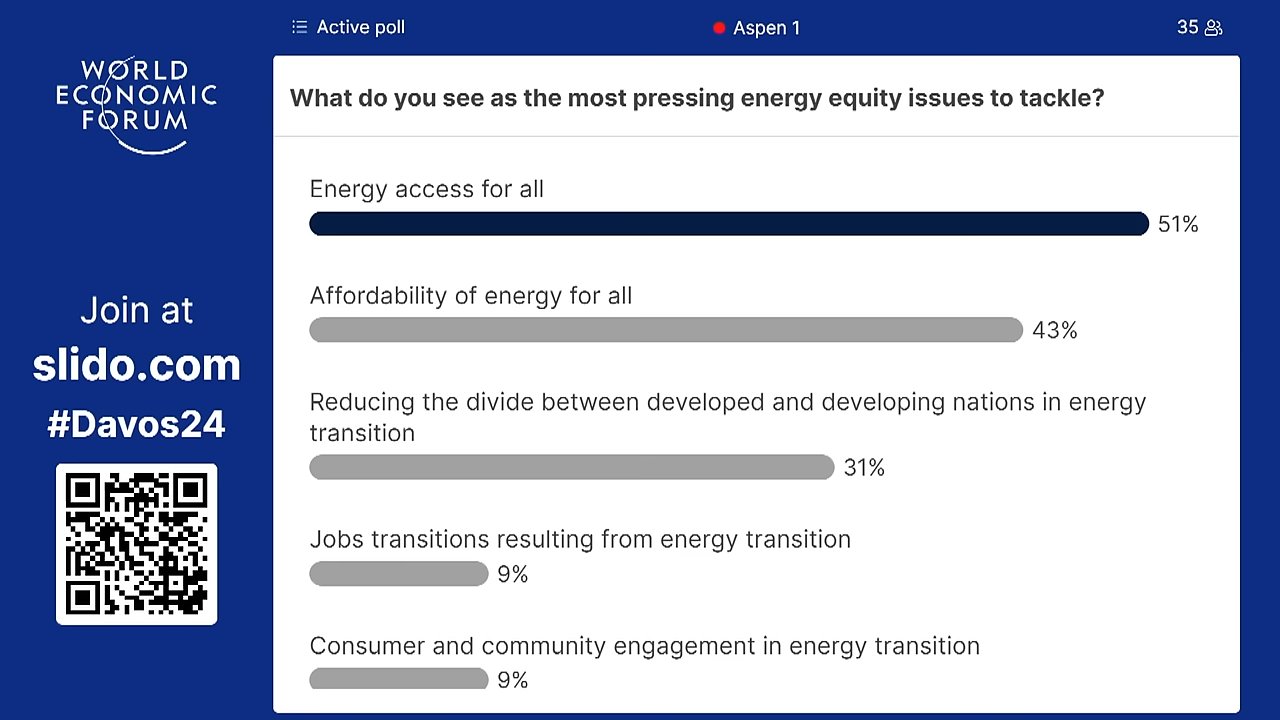 WORLD
ECONOMIC
FORUM
Join at
slido.com
#Davos24
Active poll
Aspen 1
35
What do you see as the most pressing energy equity issues to tackle?
Energy access for all
51%
Affordability of energy for all
43%
Reducing the divide between developed and developing nations in energy
transition
31%
Jobs transitions resulting from energy transition
9%
Consumer and community engagement in energy transition
9%